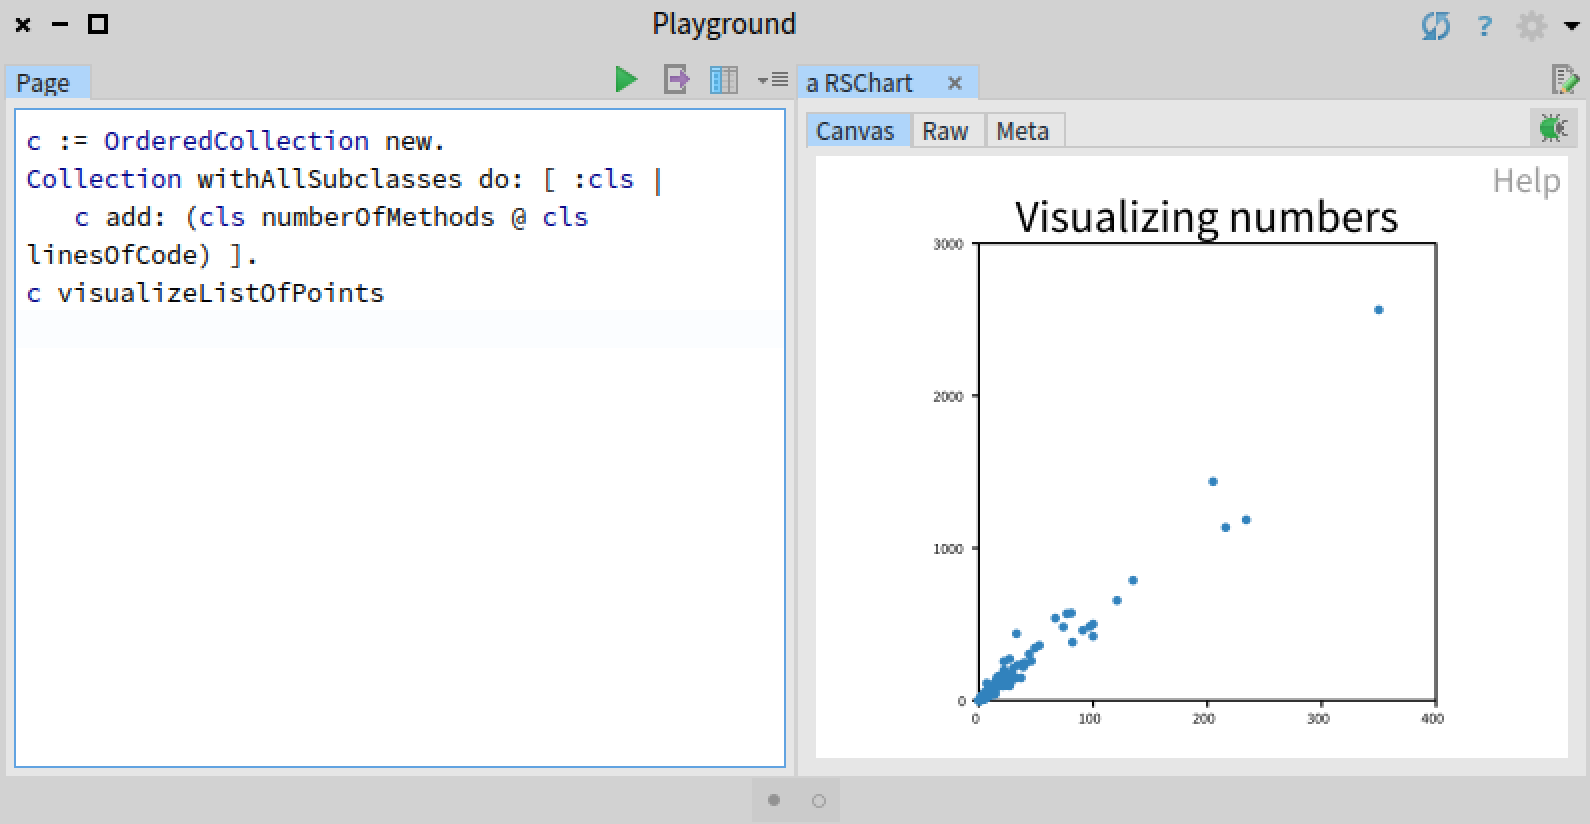 Playground
?
Page
a RSChart
c := OrderedCollection new.
Collection withAllSubclasses do: [ :cls |
c add: (cls numberOfMethods @ cls
linesOfCode) ].
c visualizeListOfPoints
Canvas Raw Meta
Help
Visualizing numbers
3000
2000
1000
0
0 100 200 300 400